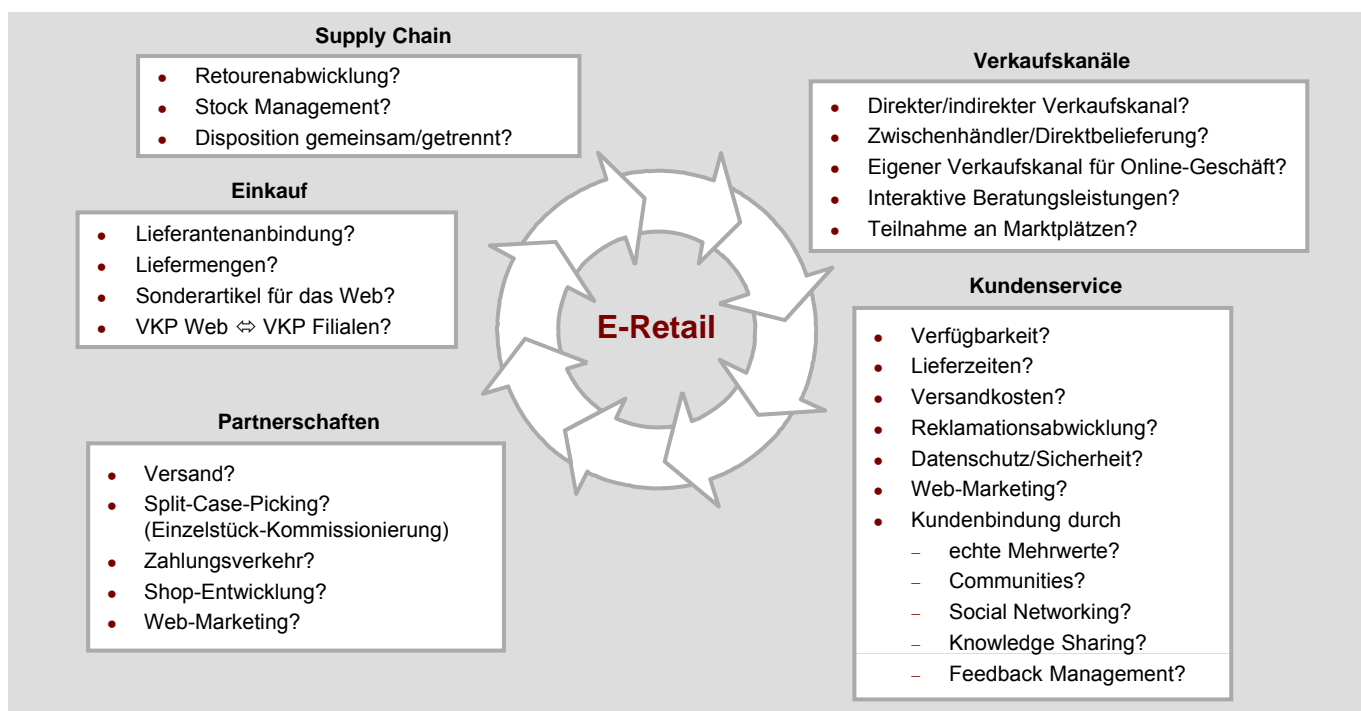 Supply Chain
● Retourenabwicklung?
● Stock Management?
● Disposition gemeinsam/getrennt?
Einkauf
● Lieferantenanbindung?
● Liefermengen?
● Sonderartikel für das Web?
● VKP Web ⇔ VKP Filialen?
Partnerschaften
● Versand?
● Split-Case-Picking?
(Einzelstück-Kommissionierung)
● Zahlungsverkehr?
● Shop-Entwicklung?
● Web-Marketing?
E-Retail
Verkaufskanäle
● Direkter/indirekter Verkaufskanal?
● Zwischenhändler/Direktbelieferung?
● Eigener Verkaufskanal für Online-Geschäft?
● Interaktive Beratungsleistungen?
● Teilnahme an Marktplätzen?
Kundenservice
● Verfügbarkeit?
● Lieferzeiten?
● Versandkosten?
● Reklamationsabwicklung?
● Datenschutz/Sicherheit?
● Web-Marketing?
● Kundenbindung durch
– echte Mehrwerte?
– Communities?
– Social Networking?
– Knowledge Sharing?
– Feedback Management?